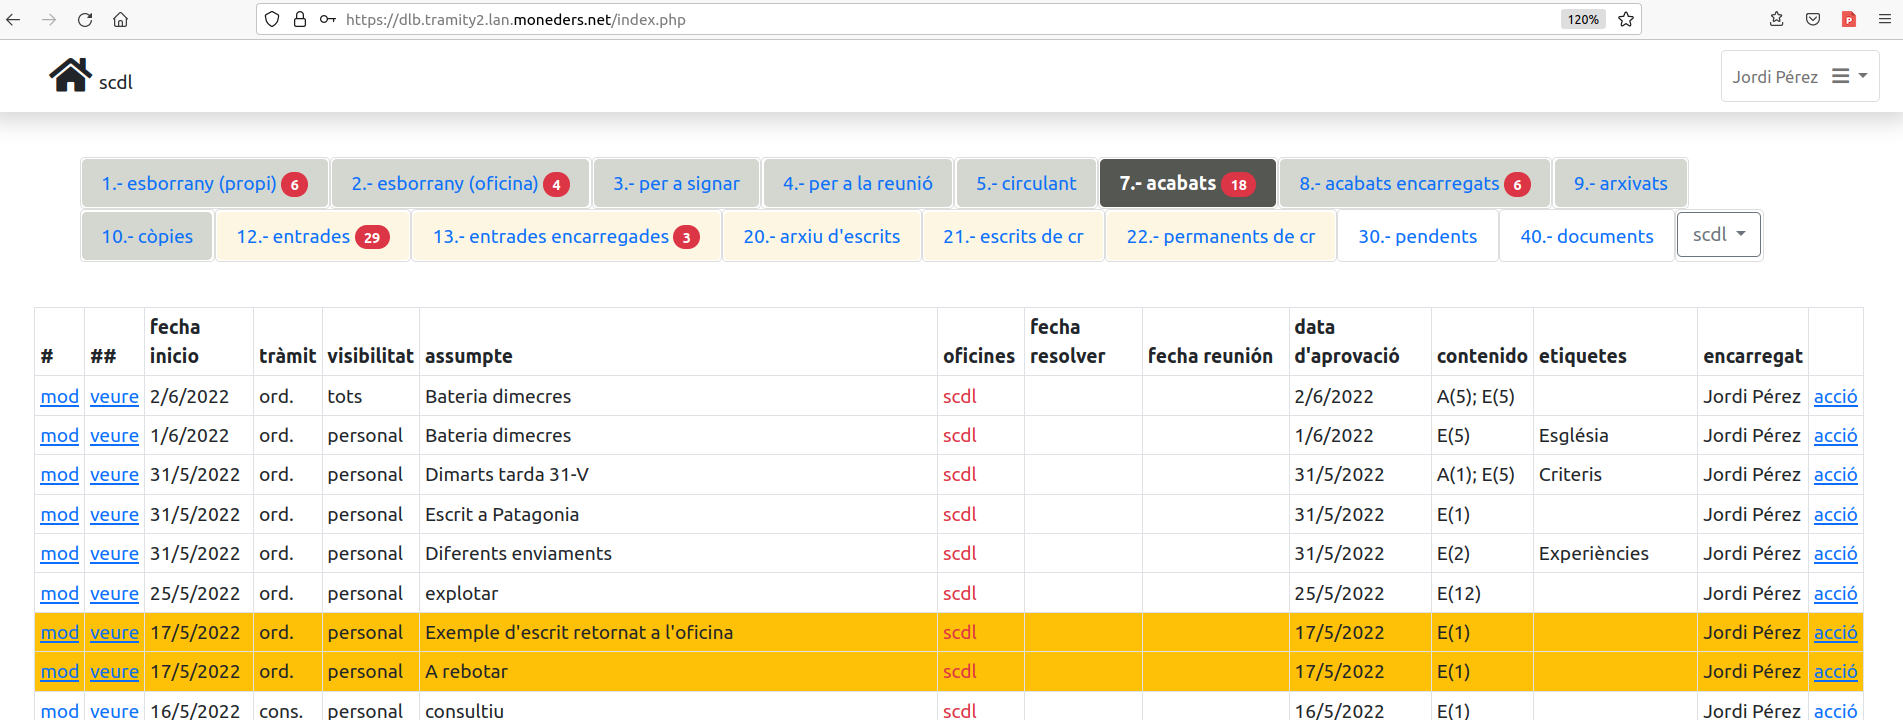 https://dlb.tramity2.lan.moneders.net/index.php 120%
scdl Jordi Pérez
1.- esborrany (propi) 6 2.- esborrany (oficina) 4 3.- per a signar 4.- per a la reunió 5.- circulant 7.- acabats 18 8.- acabats encarregats 6 9.- arxivats
10.- còpies 12.- entrades 29 13.- entrades encarregades 3 20.- arxiu d'escrits 21.- escrits de cr 22.- permanents de cr 30.- pendents 40.- documents scdl
fecha fecha data
# ## inicio tràmit visibilitat assumpte oficines resolver fecha reunión d'aprovació contenido etiquetes encarregat
mod veure 2/6/2022 ord. tots Bateria dimecres scdl 2/6/2022 A(5); E(5) Jordi Pérez acció
mod veure 1/6/2022 ord. personal Bateria dimecres scdl 1/6/2022 E(5) Església Jordi Pérez acció
mod veure 31/5/2022 ord. personal Dimarts tarda 31-V scdl 31/5/2022 A(1); E(5) Criteris Jordi Pérez acció
mod veure 31/5/2022 ord. personal Escrit a Patagonia scdl 31/5/2022 E(1) Jordi Pérez acció
mod veure 31/5/2022 ord. personal Diferents enviaments scdl 31/5/2022 E(2) Experiències Jordi Pérez acció
mod veure 25/5/2022 ord. personal explotar scdl 25/5/2022 E(12) Jordi Pérez acció
mod veure 17/5/2022 ord. personal Exemple d'escrit retornat a l'oficina scdl 17/5/2022 E(1) Jordi Pérez acció
mod veure 17/5/2022 ord. personal A rebotar scdl 17/5/2022 E(1) Jordi Pérez acció
mod veure 16/5/2022 cons. personal consultiu scdl 16/5/2022 E(1) Jordi Pérez acció